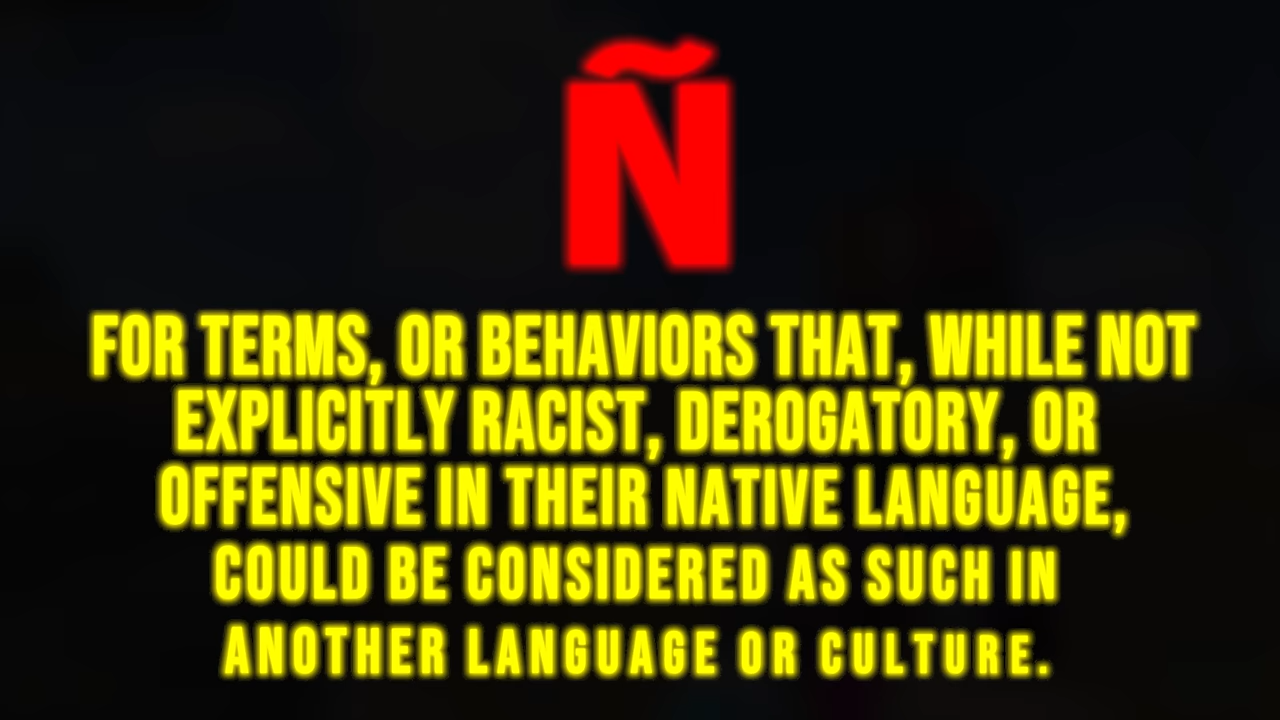 Ñ
FOR TERMS, OR BEHAVIORS THAT, WHILE NOT
EXPLICITLY RACIST, DEROGATORY, OR
OFFENSIVE IN THEIR NATIVE LANGUAGE,
COULD BE CONSIDERED AS SUCH IN
ANOTHER LANGUAGE OR CULTURE.